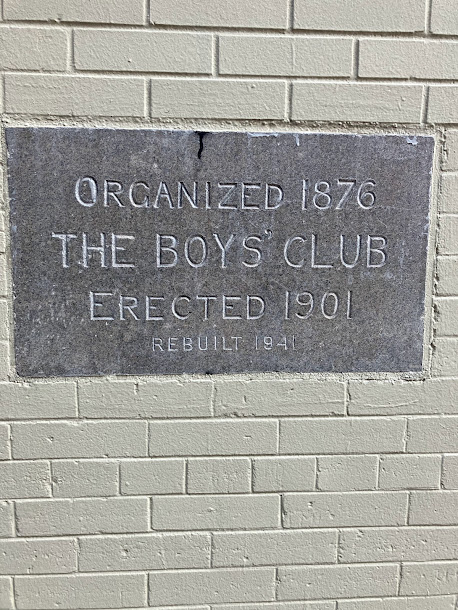 ORGANIZED 1876
THE BOYS' CLUB
ERECTED 1901
REBUILT 1941